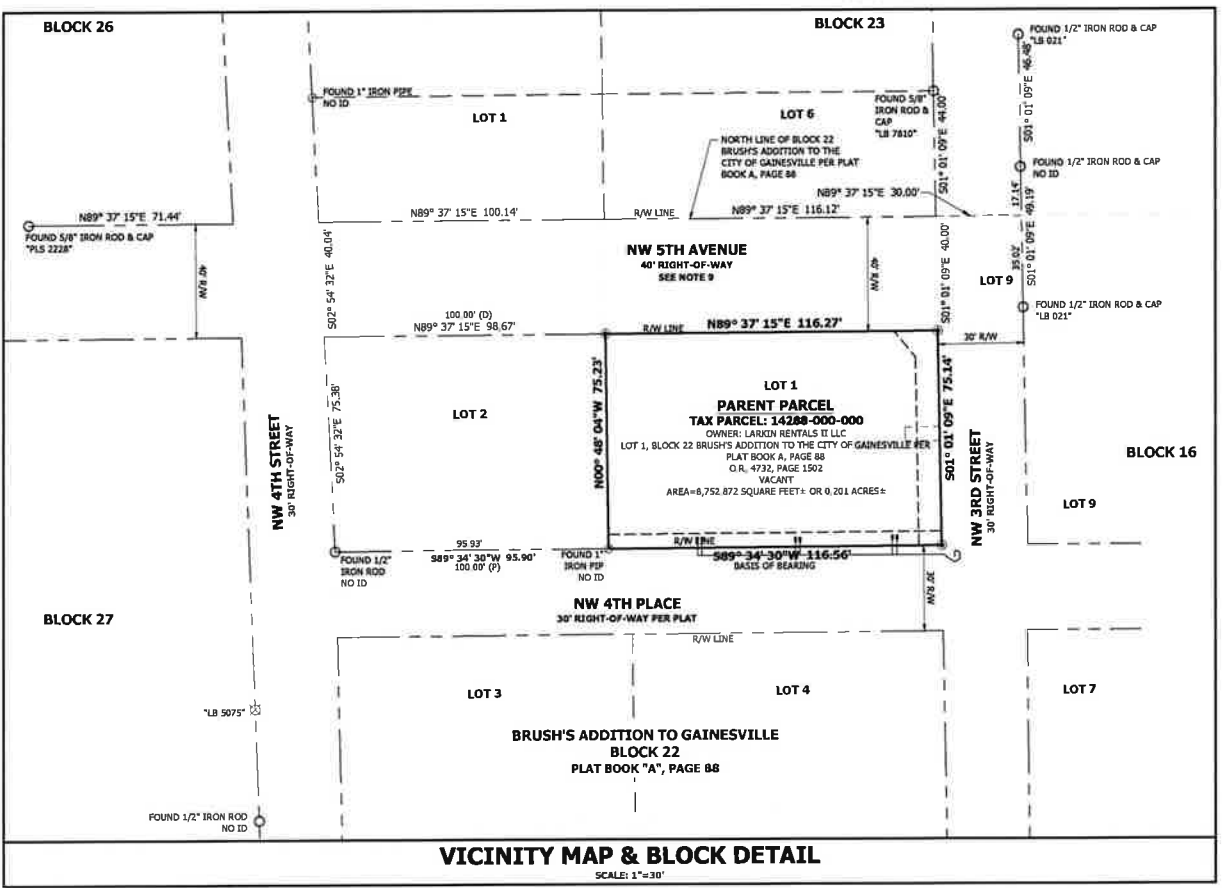 BLOCK 26
BLOCK 23
FOUND 1/2" IRON ROD & CAP
"LB 021"
S01° 01' 09"E 46.48'
FOUND 1" IRON PIPE
NO ID
LOT 1
LOT 6
FOUND 5/8"
IRON ROD &
CAP
"LB 7810"
S01° 01' 09"E 44.00'
NORTH LINE OF BLOCK 22
BRUSH'S ADDITION TO THE
CITY OF GAINESVILLE PER PLAT
BOOK A, PAGE 88
FOUND 1/2" IRON ROD & CAP
NO ID
N89° 37' 15"E 30.00'
17.14'
S01° 01' 09"E 49.19'
35.02'
N89° 37' 15"E 71.44'
FOUND 5/8" IRON ROD & CAP
"PLS 2228"
N89° 37' 15"E 100.14'
R/W LINE
N89° 37' 15"E 116.12'
40' R/W
S02° 54' 32"E 40.04'
NW 5TH AVENUE
40' RIGHT-OF-WAY
SEE NOTE 9
40' R/W
S01° 01' 09"E 40.00'
LOT 9
FOUND 1/2" IRON ROD & CAP
"LB 021"
100.00' (D)
N89° 37' 15"E 98.67'
R/W LINE
N89° 37' 15"E 116.27'
30' R/W
S02° 54' 32"E 75.38'
LOT 2
N00° 48' 04"W 75.23'
LOT 1
PARENT PARCEL
TAX PARCEL: 14288-000-000
OWNER: LARKIN RENTALS II LLC
LOT 1, BLOCK 22 BRUSH'S ADDITION TO THE CITY OF GAINESVILLE PER
PLAT BOOK A, PAGE 88
O.R. 4732, PAGE 1502
VACANT
AREA=8,752.872 SQUARE FEET± OR 0.201 ACRES±
S01° 01' 09"E 75.14'
NW 4TH STREET
30' RIGHT-OF-WAY
NW 3RD STREET
30' RIGHT-OF-WAY
BLOCK 16
LOT 9
FOUND 1/2"
IRON ROD
NO ID
95.93'
S89° 34' 30"W 95.90'
100.00' (P)
FOUND 1"
IRON PIP
NO ID
R/W LINE
S89° 34' 30"W 116.56'
BASIS OF BEARING
30' R/W
NW 4TH PLACE
30' RIGHT-OF-WAY PER PLAT
R/W LINE
BLOCK 27
LOT 3
LOT 4
LOT 7
"LB 5075"
BRUSH'S ADDITION TO GAINESVILLE
BLOCK 22
PLAT BOOK "A", PAGE 88
FOUND 1/2" IRON ROD
NO ID
VICINITY MAP & BLOCK DETAIL
SCALE: 1"=30'